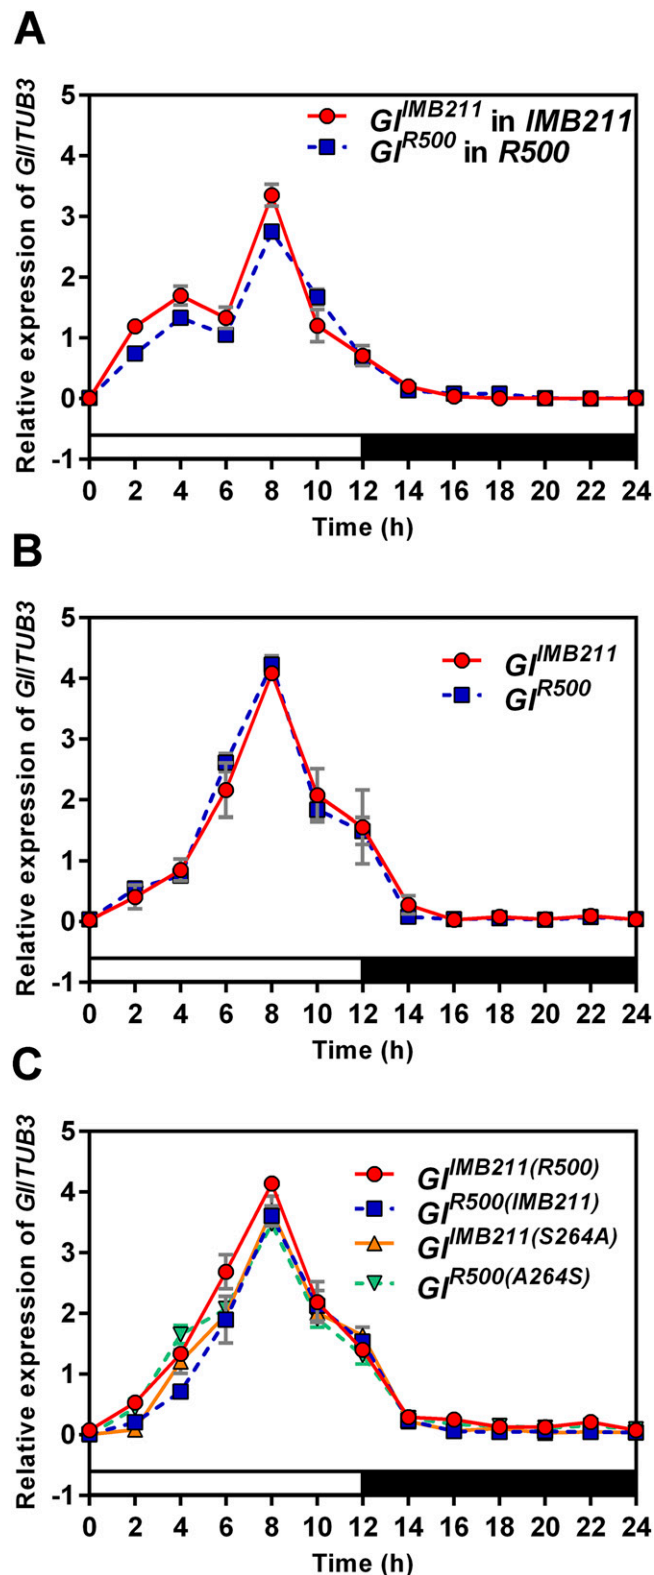 A
Relative expression of GI/TUB3
5
4
3
2
1
0
-1
GI^IMB211 in IMB211
GI^R500 in R500
0 2 4 6 8 10 12 14 16 18 20 22 24
Time (h)
B
Relative expression of GI/TUB3
5
4
3
2
1
0
-1
GI^IMB211
GI^R500
0 2 4 6 8 10 12 14 16 18 20 22 24
Time (h)
C
Relative expression of GI/TUB3
5
4
3
2
1
0
-1
GI^IMB211(R500)
GI^R500(IMB211)
GI^IMB211(S264A)
GI^R500(A264S)
0 2 4 6 8 10 12 14 16 18 20 22 24
Time (h)